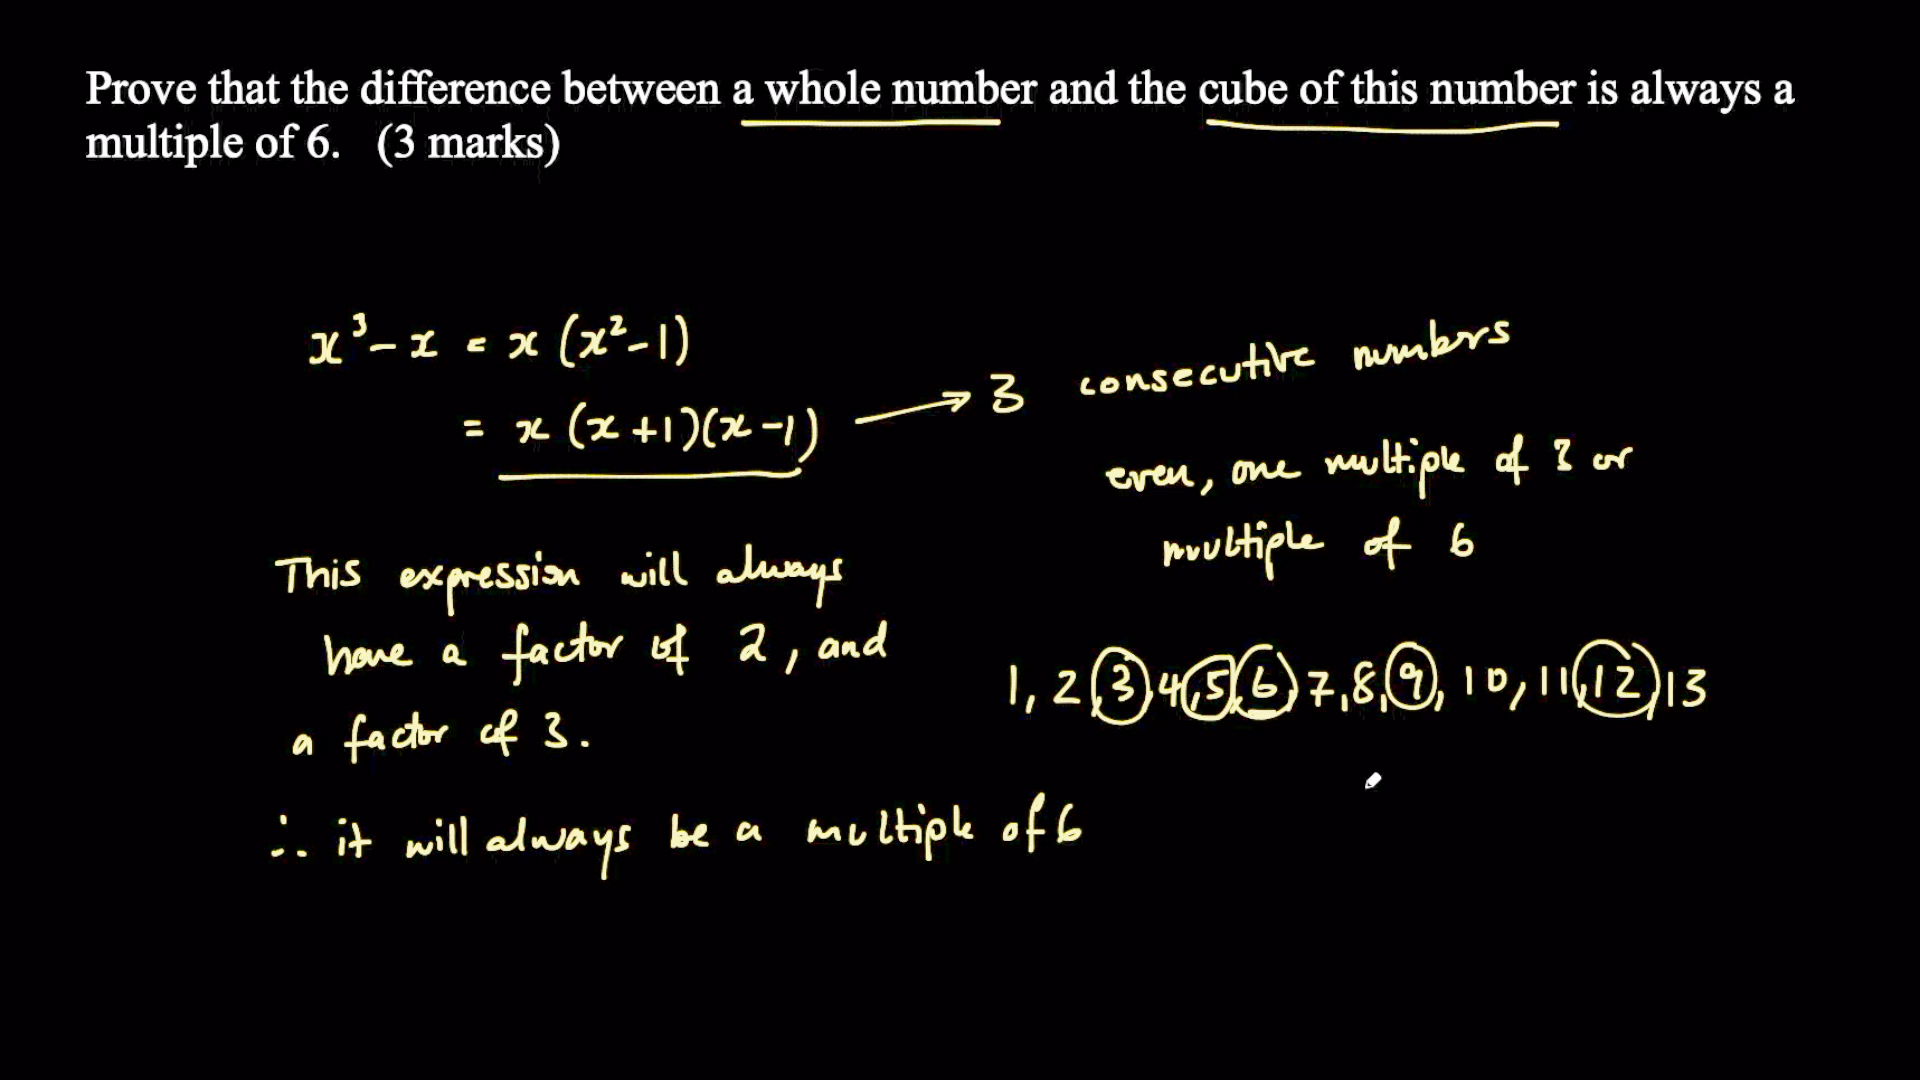 Prove that the difference between a whole number and the cube of this number is always a
multiple of 6. (3 marks)
x³ - x = x (x² - 1)
= x (x + 1)(x - 1) → 3 consecutive numbers
even, one multiple of 3 or
multiple of 6
This expression will always
have a factor of 2, and
a factor of 3.
1, 2, 3, 4, 5, 6, 7, 8, 9, 10, 11, 12, 13
∴ it will always be a multiple of 6